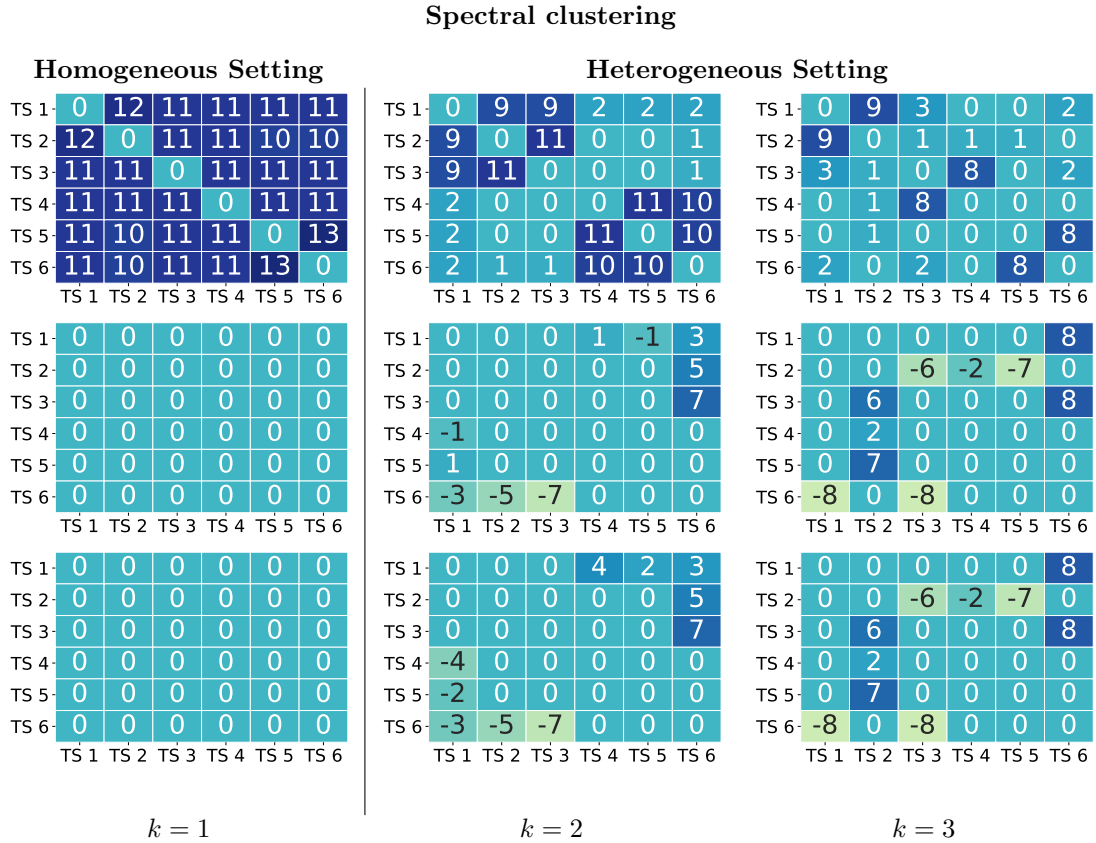 Spectral clustering
Homogeneous Setting
Heterogeneous Setting
TS 1 0 12 11 11 11 11
TS 2 12 0 11 11 10 10
TS 3 11 11 0 11 11 11
TS 4 11 11 11 0 11 11
TS 5 11 10 11 11 0 13
TS 6 11 10 11 11 13 0
TS 1 TS 2 TS 3 TS 4 TS 5 TS 6
TS 1 0 9 9 2 2 2
TS 2 9 0 11 0 0 1
TS 3 9 11 0 0 0 1
TS 4 2 0 0 0 11 10
TS 5 2 0 0 11 0 10
TS 6 2 1 1 10 10 0
TS 1 TS 2 TS 3 TS 4 TS 5 TS 6
TS 1 0 9 3 0 0 2
TS 2 9 0 1 1 1 0
TS 3 3 1 0 8 0 2
TS 4 0 1 8 0 0 0
TS 5 0 1 0 0 0 8
TS 6 2 0 2 0 8 0
TS 1 TS 2 TS 3 TS 4 TS 5 TS 6
TS 1 0 0 0 0 0 0
TS 2 0 0 0 0 0 0
TS 3 0 0 0 0 0 0
TS 4 0 0 0 0 0 0
TS 5 0 0 0 0 0 0
TS 6 0 0 0 0 0 0
TS 1 TS 2 TS 3 TS 4 TS 5 TS 6
TS 1 0 0 0 1 -1 3
TS 2 0 0 0 0 0 5
TS 3 0 0 0 0 0 7
TS 4 -1 0 0 0 0 0
TS 5 1 0 0 0 0 0
TS 6 -3 -5 -7 0 0 0
TS 1 TS 2 TS 3 TS 4 TS 5 TS 6
TS 1 0 0 0 0 0 8
TS 2 0 0 -6 -2 -7 0
TS 3 0 6 0 0 0 8
TS 4 0 2 0 0 0 0
TS 5 0 7 0 0 0 0
TS 6 -8 0 -8 0 0 0
TS 1 TS 2 TS 3 TS 4 TS 5 TS 6
TS 1 0 0 0 0 0 0
TS 2 0 0 0 0 0 0
TS 3 0 0 0 0 0 0
TS 4 0 0 0 0 0 0
TS 5 0 0 0 0 0 0
TS 6 0 0 0 0 0 0
TS 1 TS 2 TS 3 TS 4 TS 5 TS 6
TS 1 0 0 0 4 2 3
TS 2 0 0 0 0 0 5
TS 3 0 0 0 0 0 7
TS 4 -4 0 0 0 0 0
TS 5 -2 0 0 0 0 0
TS 6 -3 -5 -7 0 0 0
TS 1 TS 2 TS 3 TS 4 TS 5 TS 6
TS 1 0 0 0 0 0 8
TS 2 0 0 -6 -2 -7 0
TS 3 0 6 0 0 0 8
TS 4 0 2 0 0 0 0
TS 5 0 7 0 0 0 0
TS 6 -8 0 -8 0 0 0
TS 1 TS 2 TS 3 TS 4 TS 5 TS 6
k = 1
k = 2
k = 3